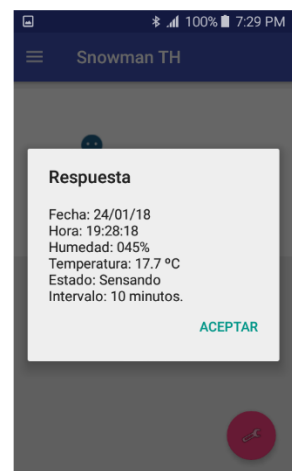 100% 7:29 PM
Snowman TH
Respuesta
Fecha: 24/01/18
Hora: 19:28:18
Humedad: 045%
Temperatura: 17.7 ºC
Estado: Sensando
Intervalo: 10 minutos.
ACEPTAR